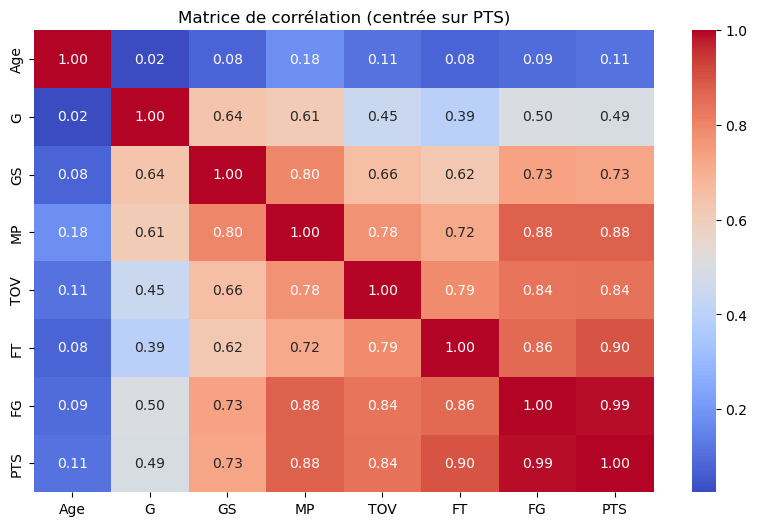 Matrice de corrélation (centrée sur PTS)
Age 1.00 0.02 0.08 0.18 0.11 0.08 0.09 0.11
G 0.02 1.00 0.64 0.61 0.45 0.39 0.50 0.49
GS 0.08 0.64 1.00 0.80 0.66 0.62 0.73 0.73
MP 0.18 0.61 0.80 1.00 0.78 0.72 0.88 0.88
TOV 0.11 0.45 0.66 0.78 1.00 0.79 0.84 0.84
FT 0.08 0.39 0.62 0.72 0.79 1.00 0.86 0.90
FG 0.09 0.50 0.73 0.88 0.84 0.86 1.00 0.99
PTS 0.11 0.49 0.73 0.88 0.84 0.90 0.99 1.00
Age G GS MP TOV FT FG PTS
1.0
0.8
0.6
0.4
0.2